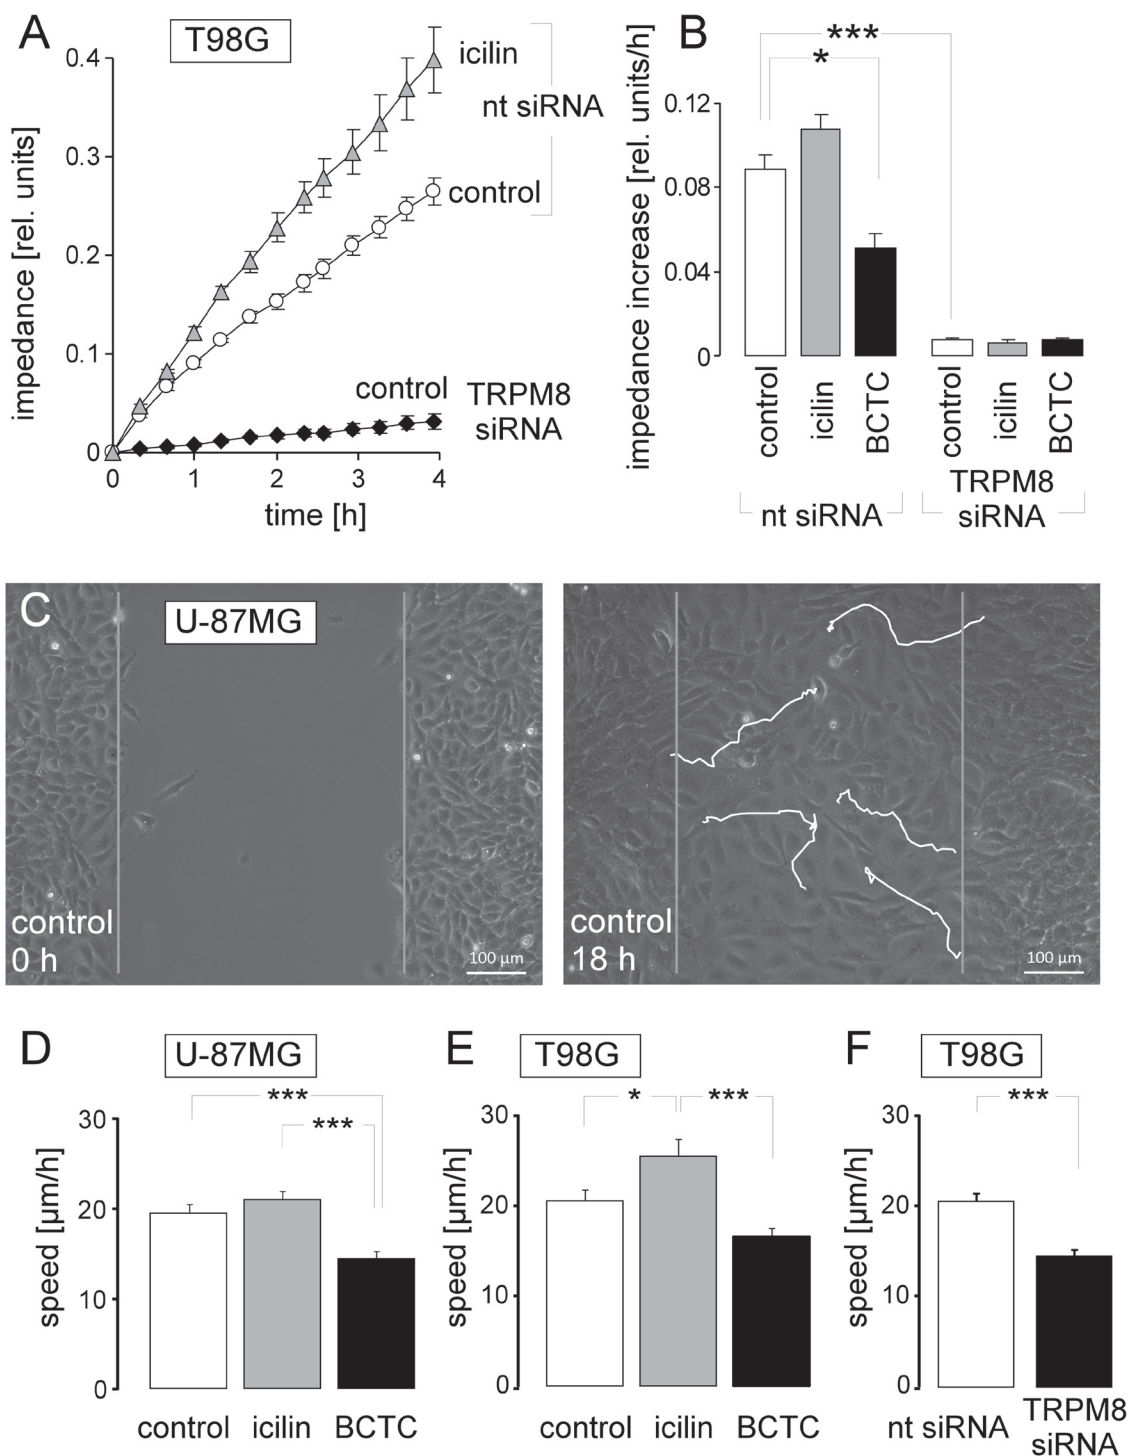 A
T98G
icilin
nt siRNA
control
control
TRPM8
siRNA
impedance [rel. units]
0.4
0.3
0.2
0.1
0
0
1
2
3
4
time [h]
B
***
*
impedance increase [rel. units/h]
0.12
0.08
0.04
0
control
icilin
BCTC
control
icilin
BCTC
nt siRNA
TRPM8
siRNA
C
U-87MG
control
0 h
100 µm
control
18 h
100 µm
D
U-87MG
***
***
speed [µm/h]
30
20
10
0
control
icilin
BCTC
E
T98G
*
***
speed [µm/h]
30
20
10
0
control
icilin
BCTC
F
T98G
***
speed [µm/h]
30
20
10
0
nt siRNA
TRPM8
siRNA